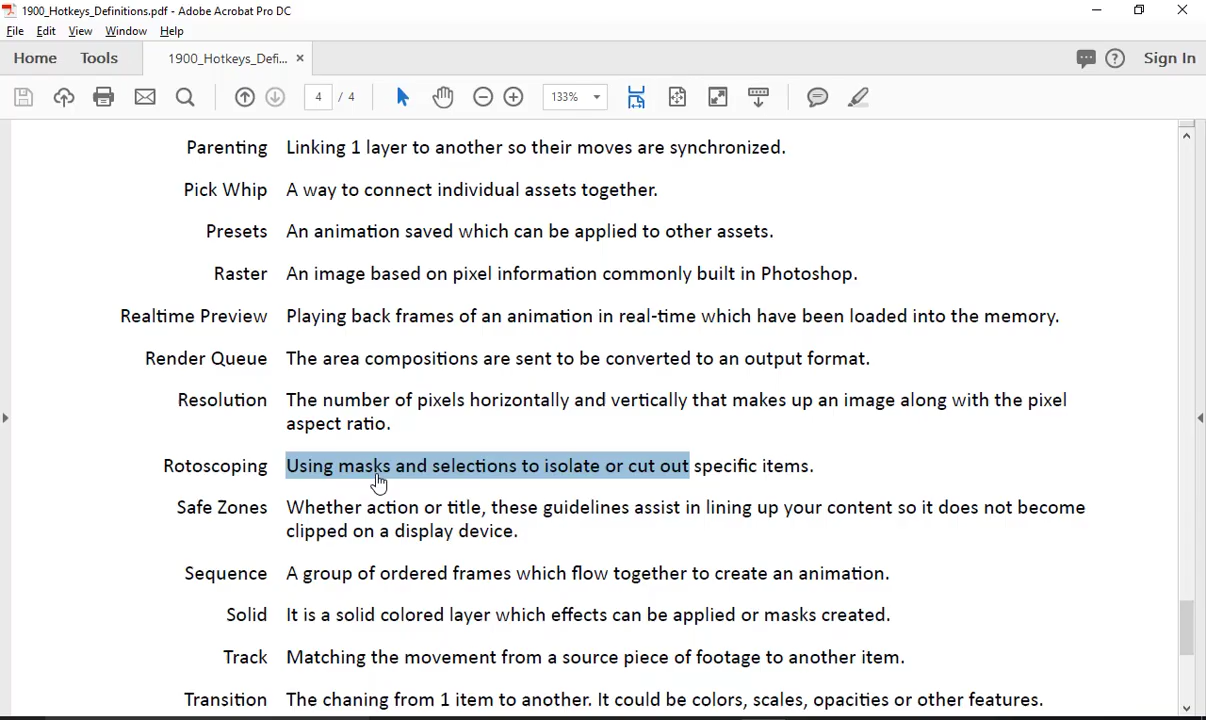 1900_Hotkeys_Definitions.pdf - Adobe Acrobat Pro DC
File Edit View Window Help
Home Tools 1900_Hotkeys_Defi... × Sign In
4 / 4 133%
Parenting Linking 1 layer to another so their moves are synchronized.
Pick Whip A way to connect individual assets together.
Presets An animation saved which can be applied to other assets.
Raster An image based on pixel information commonly built in Photoshop.
Realtime Preview Playing back frames of an animation in real-time which have been loaded into the memory.
Render Queue The area compositions are sent to be converted to an output format.
Resolution The number of pixels horizontally and vertically that makes up an image along with the pixel
aspect ratio.
Rotoscoping Using masks and selections to isolate or cut out specific items.
Safe Zones Whether action or title, these guidelines assist in lining up your content so it does not become
clipped on a display device.
Sequence A group of ordered frames which flow together to create an animation.
Solid It is a solid colored layer which effects can be applied or masks created.
Track Matching the movement from a source piece of footage to another item.
Transition The chaning from 1 item to another. It could be colors, scales, opacities or other features.